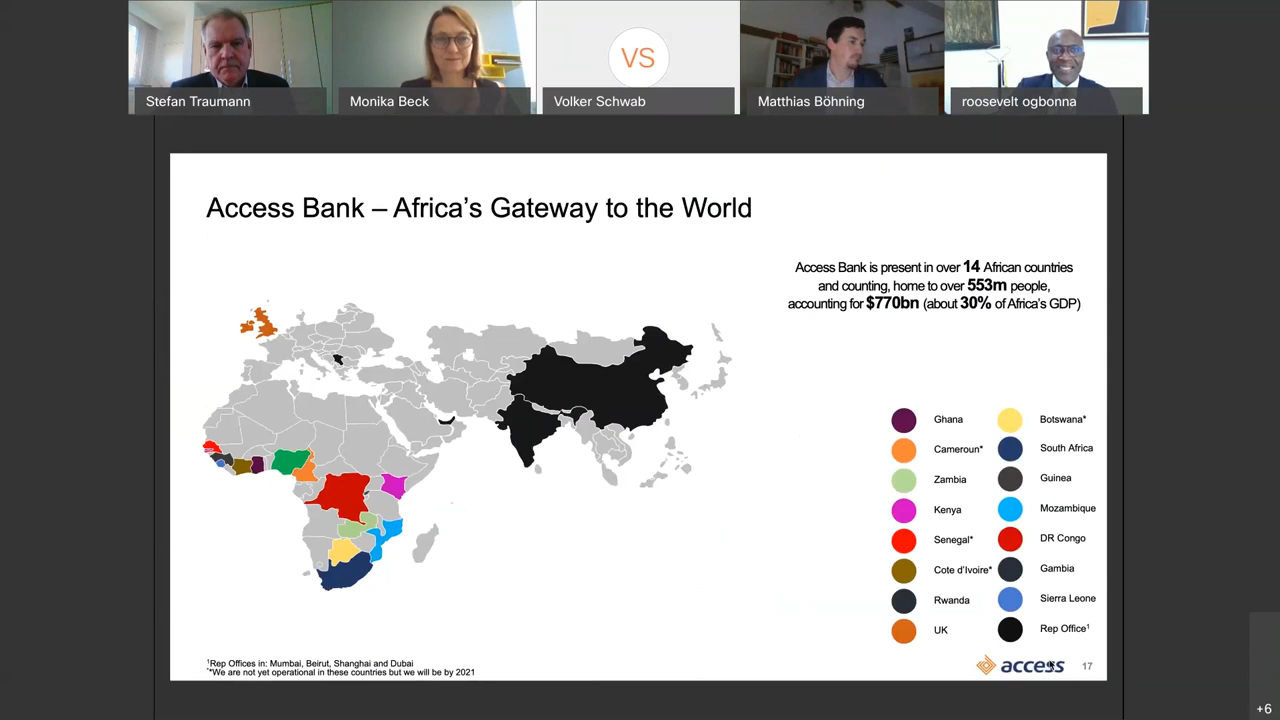 VS
Stefan Traumann
Monika Beck
Volker Schwab
Matthias Böhning
roosevelt ogbonna
Access Bank – Africa's Gateway to the World
Access Bank is present in over 14 African countries
and counting, home to over 553m people,
accounting for $770bn (about 30% of Africa's GDP)
Ghana
Botswana*
Cameroun*
South Africa
Zambia
Guinea
Kenya
Mozambique
Senegal*
DR Congo
Cote d'Ivoire*
Gambia
Rwanda
Sierra Leone
UK
Rep Office¹
¹Rep Offices in: Mumbai, Beirut, Shanghai and Dubai
*We are not yet operational in these countries but we will be by 2021
access
17
+6